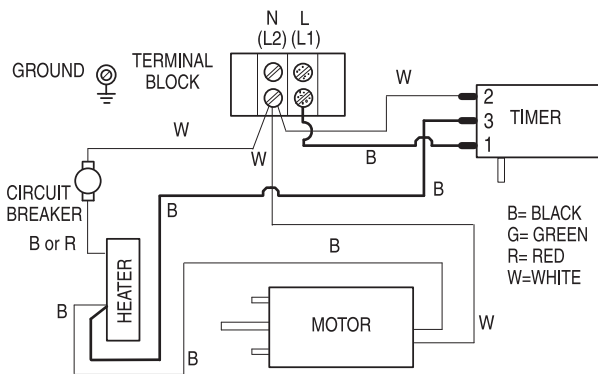 N L
(L2) (L1)
GROUND
TERMINAL
BLOCK
W
2
3
1
TIMER
W
W
B
CIRCUIT
BREAKER
B
B
B or R
B
B= BLACK
G= GREEN
R= RED
W=WHITE
HEATER
B
MOTOR
W
B